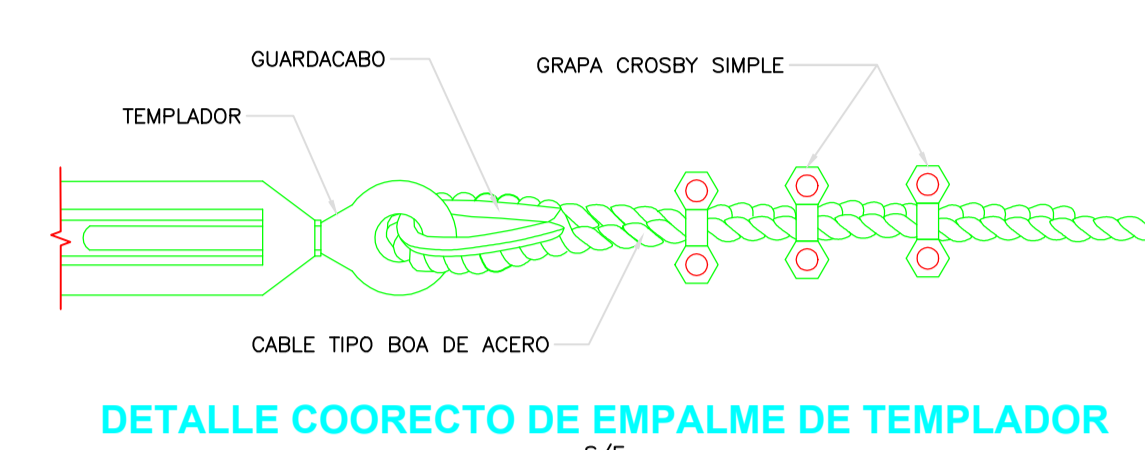 GUARDACABO
GRAPA CROSBY SIMPLE
TEMPLADOR
CABLE TIPO BOA DE ACERO
DETALLE COORECTO DE EMPALME DE TEMPLADOR